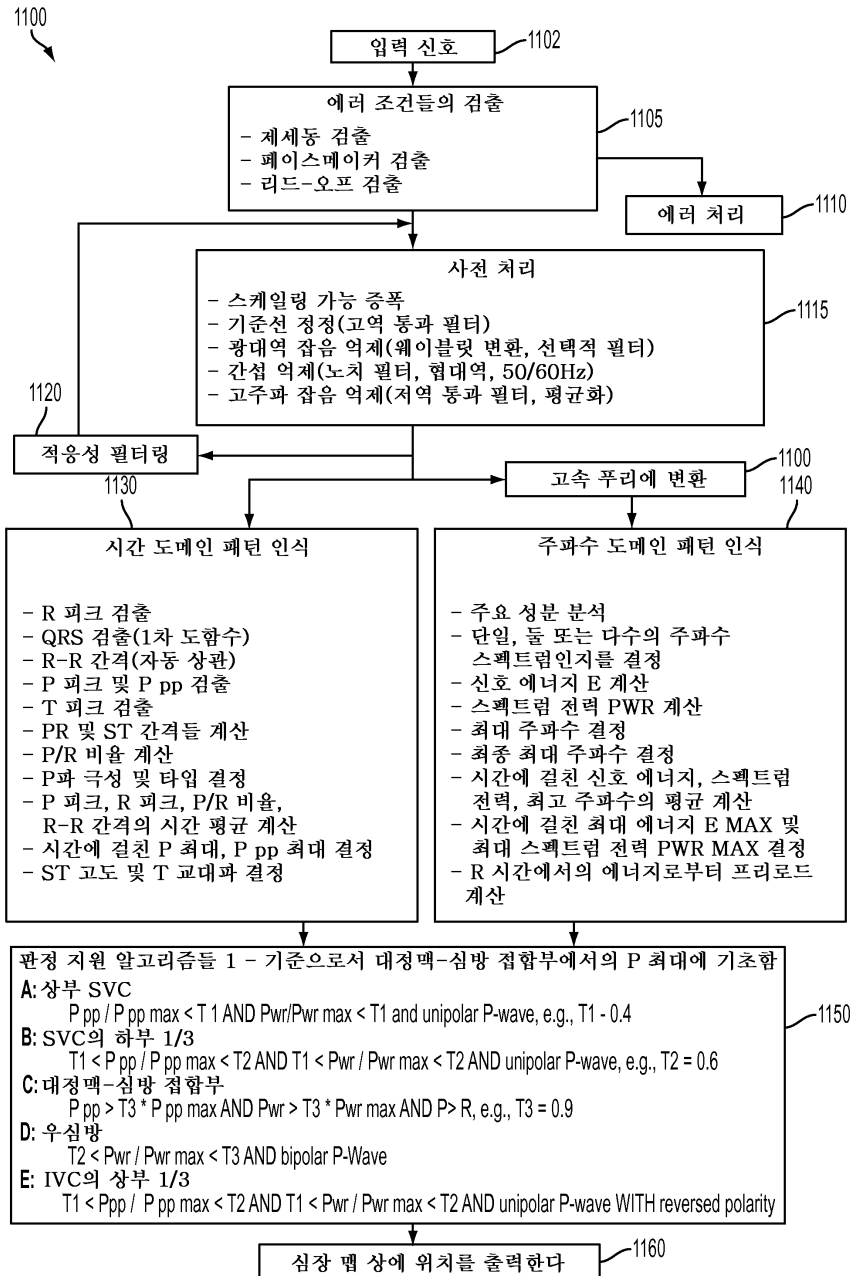 1100
입력 신호
1102
에러 조건들의 검출
- 제세동 검출
- 페이스메이커 검출
- 리드-오프 검출
1105
에러 처리
1110
사전 처리
- 스케일링 가능 증폭
- 기준선 정정(고역 통과 필터)
- 광대역 잡음 억제(웨이블릿 변환, 선택적 필터)
- 간섭 억제(노치 필터, 협대역, 50/60Hz)
- 고주파 잡음 억제(저역 통과 필터, 평균화)
1115
1120
적응성 필터링
고속 푸리에 변환
1100
1130
시간 도메인 패턴 인식
- R 피크 검출
- QRS 검출(1차 도함수)
- R-R 간격(자동 상관)
- P 피크 및 P pp 검출
- T 피크 검출
- PR 및 ST 간격들 계산
- P/R 비율 계산
- P파 극성 및 타입 결정
- P 피크, R 피크, P/R 비율,
R-R 간격의 시간 평균 계산
- 시간에 걸친 P 최대, P pp 최대 결정
- ST 고도 및 T 교대파 결정
1140
주파수 도메인 패턴 인식
- 주요 성분 분석
- 단일, 둘 또는 다수의 주파수
스펙트럼인지를 결정
- 신호 에너지 E 계산
- 스펙트럼 전력 PWR 계산
- 최대 주파수 결정
- 최종 최대 주파수 결정
- 시간에 걸친 신호 에너지, 스펙트럼
전력, 최고 주파수의 평균 계산
- 시간에 걸친 최대 에너지 E MAX 및
최대 스펙트럼 전력 PWR MAX 결정
- R 시간에서의 에너지로부터 프리로드
계산
판정 지원 알고리즘들 1 - 기준으로서 대정맥-심방 접합부에서의 P 최대에 기초함
A: 상부 SVC
P pp / P pp max < T 1 AND Pwr/Pwr max < T1 and unipolar P-wave, e.g., T1 - 0.4
B: SVC의 하부 1/3
T1 < P pp / P pp max < T2 AND T1 < Pwr / Pwr max < T2 AND unipolar P-wave, e.g., T2 = 0.6
C: 대정맥-심방 접합부
P pp > T3 * P pp max AND Pwr > T3 * Pwr max AND P> R, e.g., T3 = 0.9
D: 우심방
T2 < Pwr / Pwr max < T3 AND bipolar P-Wave
E: IVC의 상부 1/3
T1 < Ppp / P pp max < T2 AND T1 < Pwr / Pwr max < T2 AND unipolar P-wave WITH reversed polarity
1150
심장 맵 상에 위치를 출력한다
1160